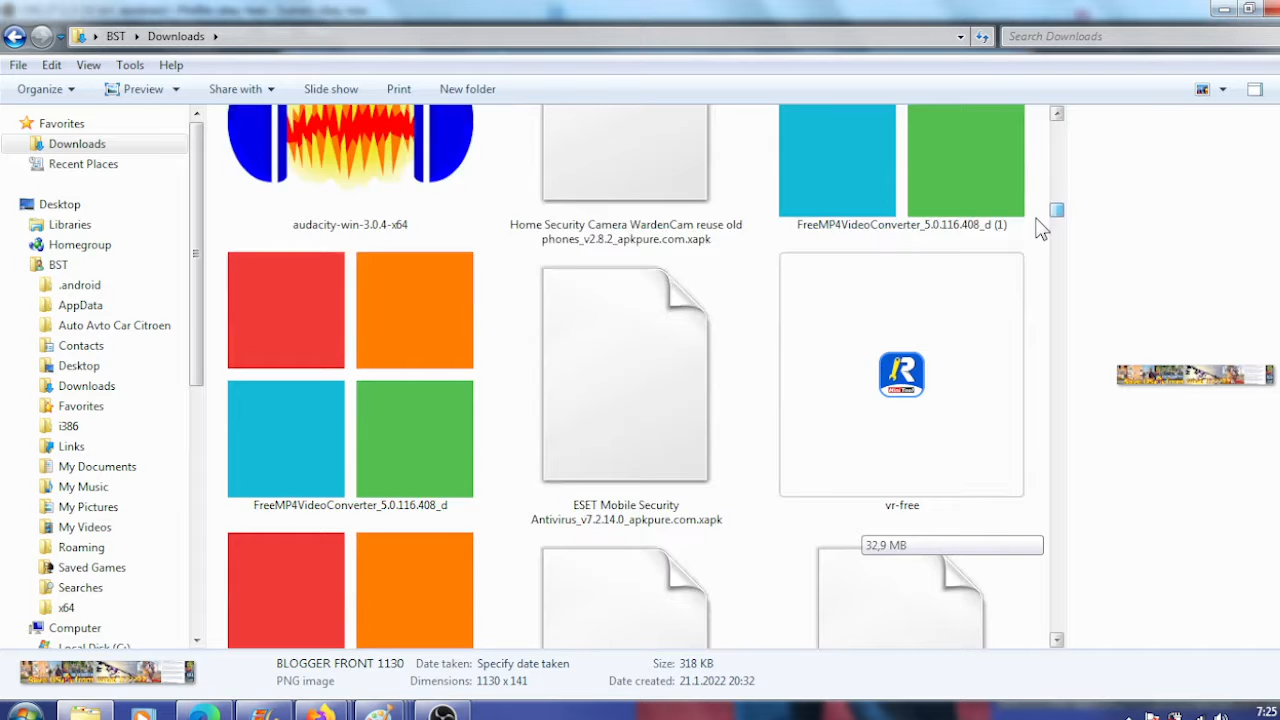 BST
Downloads
Search Downloads
File
Edit
View
Tools
Help
Organize
Preview
Share with
Slide show
Print
New folder
Favorites
Downloads
Recent Places
Desktop
Libraries
Homegroup
BST
.android
AppData
Auto Avto Car Citroen
Contacts
Desktop
Downloads
Favorites
i386
Links
My Documents
My Music
My Pictures
My Videos
Roaming
Saved Games
Searches
x64
Computer
audacity-win-3.0.4-x64
Home Security Camera WardenCam reuse old
phones_v2.8.2_apkpure.com.xapk
FreeMP4VideoConverter_5.0.116.408_d (1)
FreeMP4VideoConverter_5.0.116.408_d
ESET Mobile Security
Antivirus_v7.2.14.0_apkpure.com.xapk
R
vr-free
32,9 MB
BLOGGER FRONT 1130
Date taken: Specify date taken
Size: 318 KB
PNG image
Dimensions: 1130 x 141
Date created: 21.1.2022 20:32
7:25